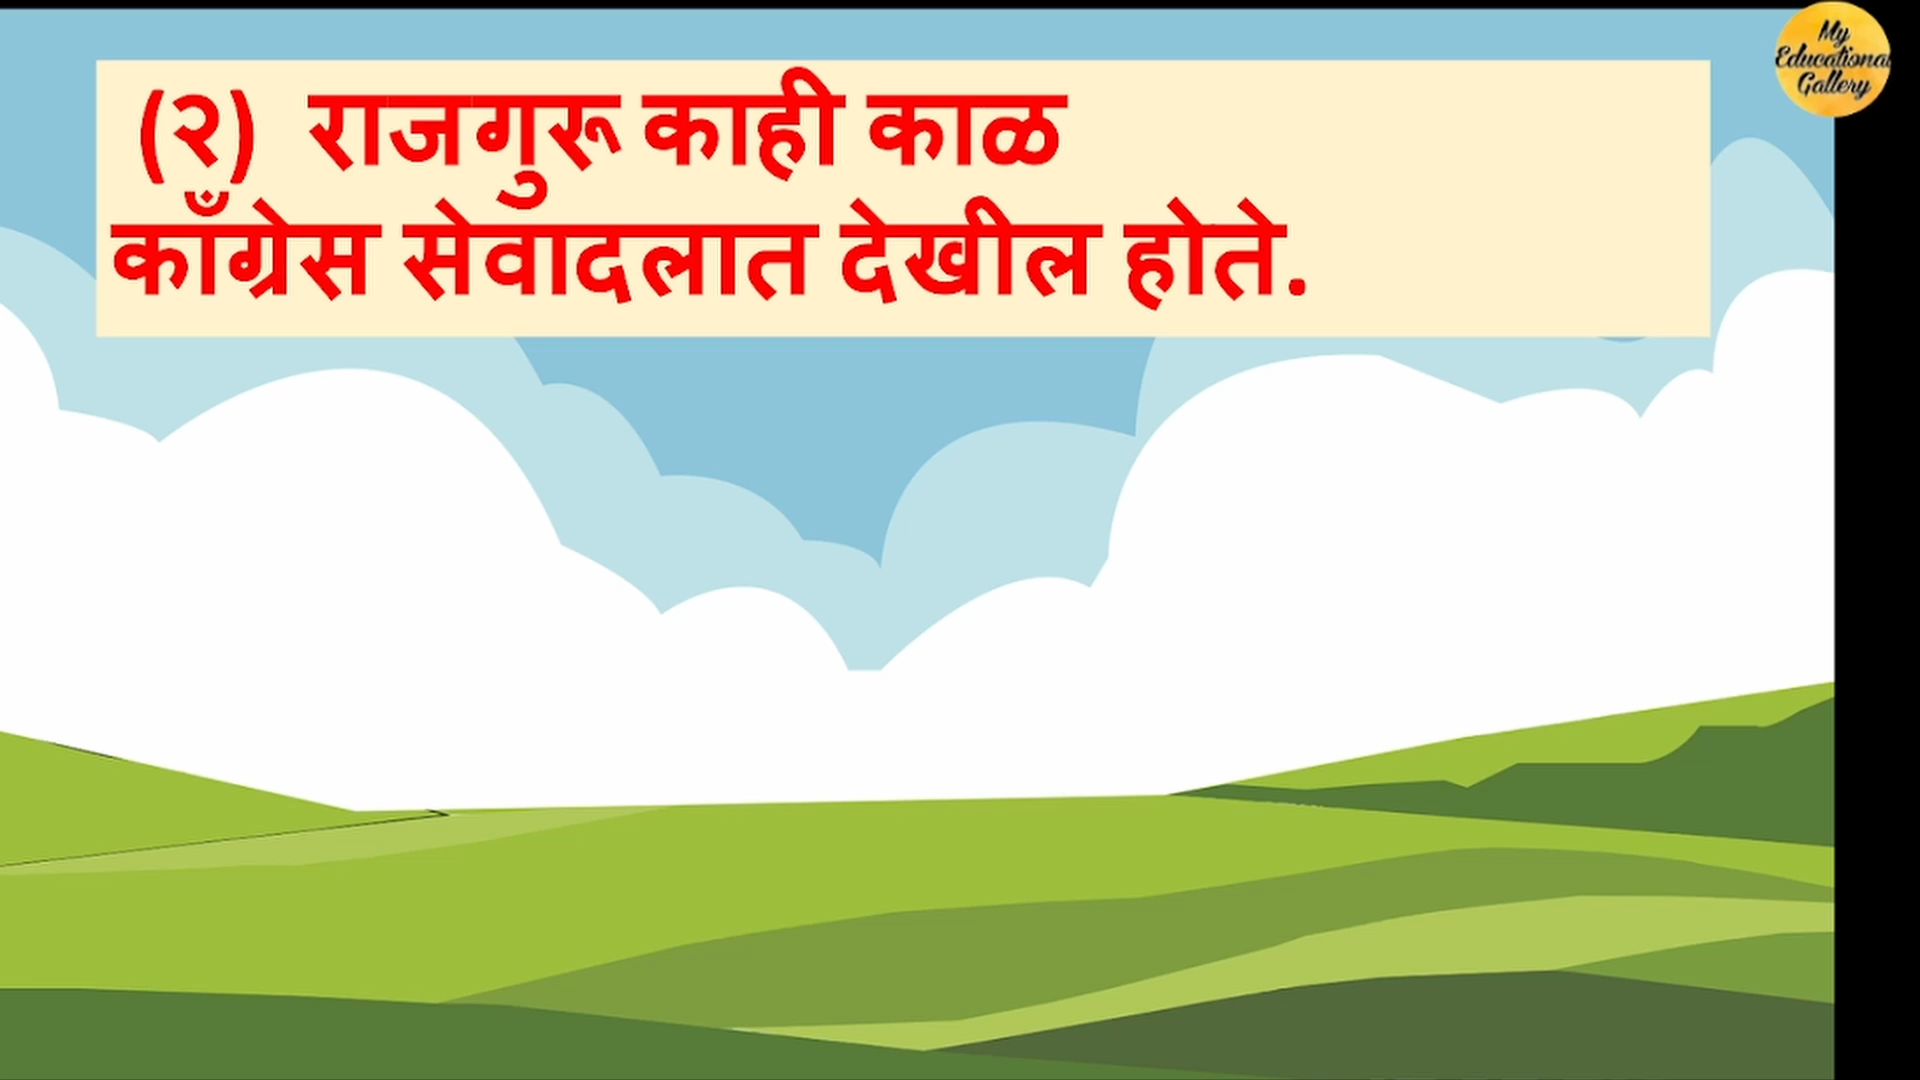 (२) राजगुरू काही काळ
काँग्रेस सेवादलात देखील होते.
My
Educational
Gallery